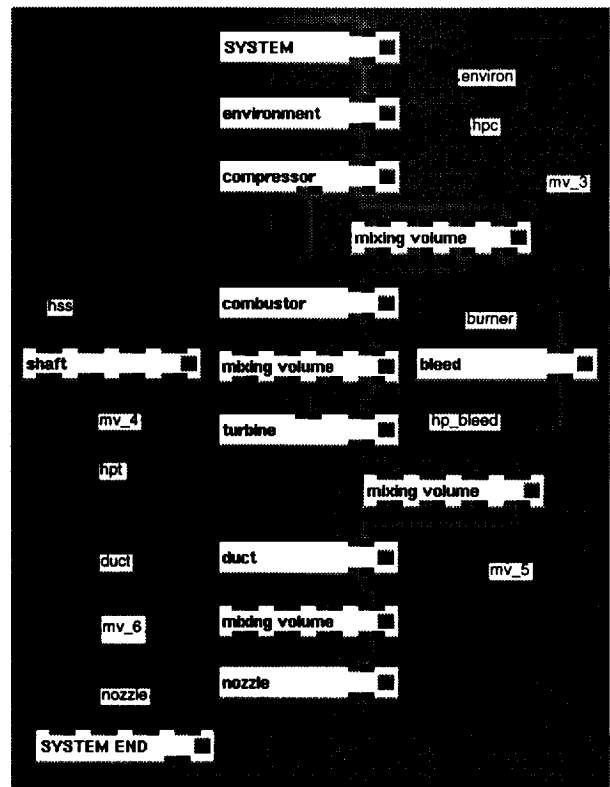 SYSTEM
environ
environment
hpc
compressor
mv_3
mixing volume
combustor
hss
burner
shaft
mixing volume
bleed
mv_4
turbine
hp_bleed
hpt
mixing volume
duct
duct
mv_5
mv_6
mixing volume
nozzle
nozzle
SYSTEM END